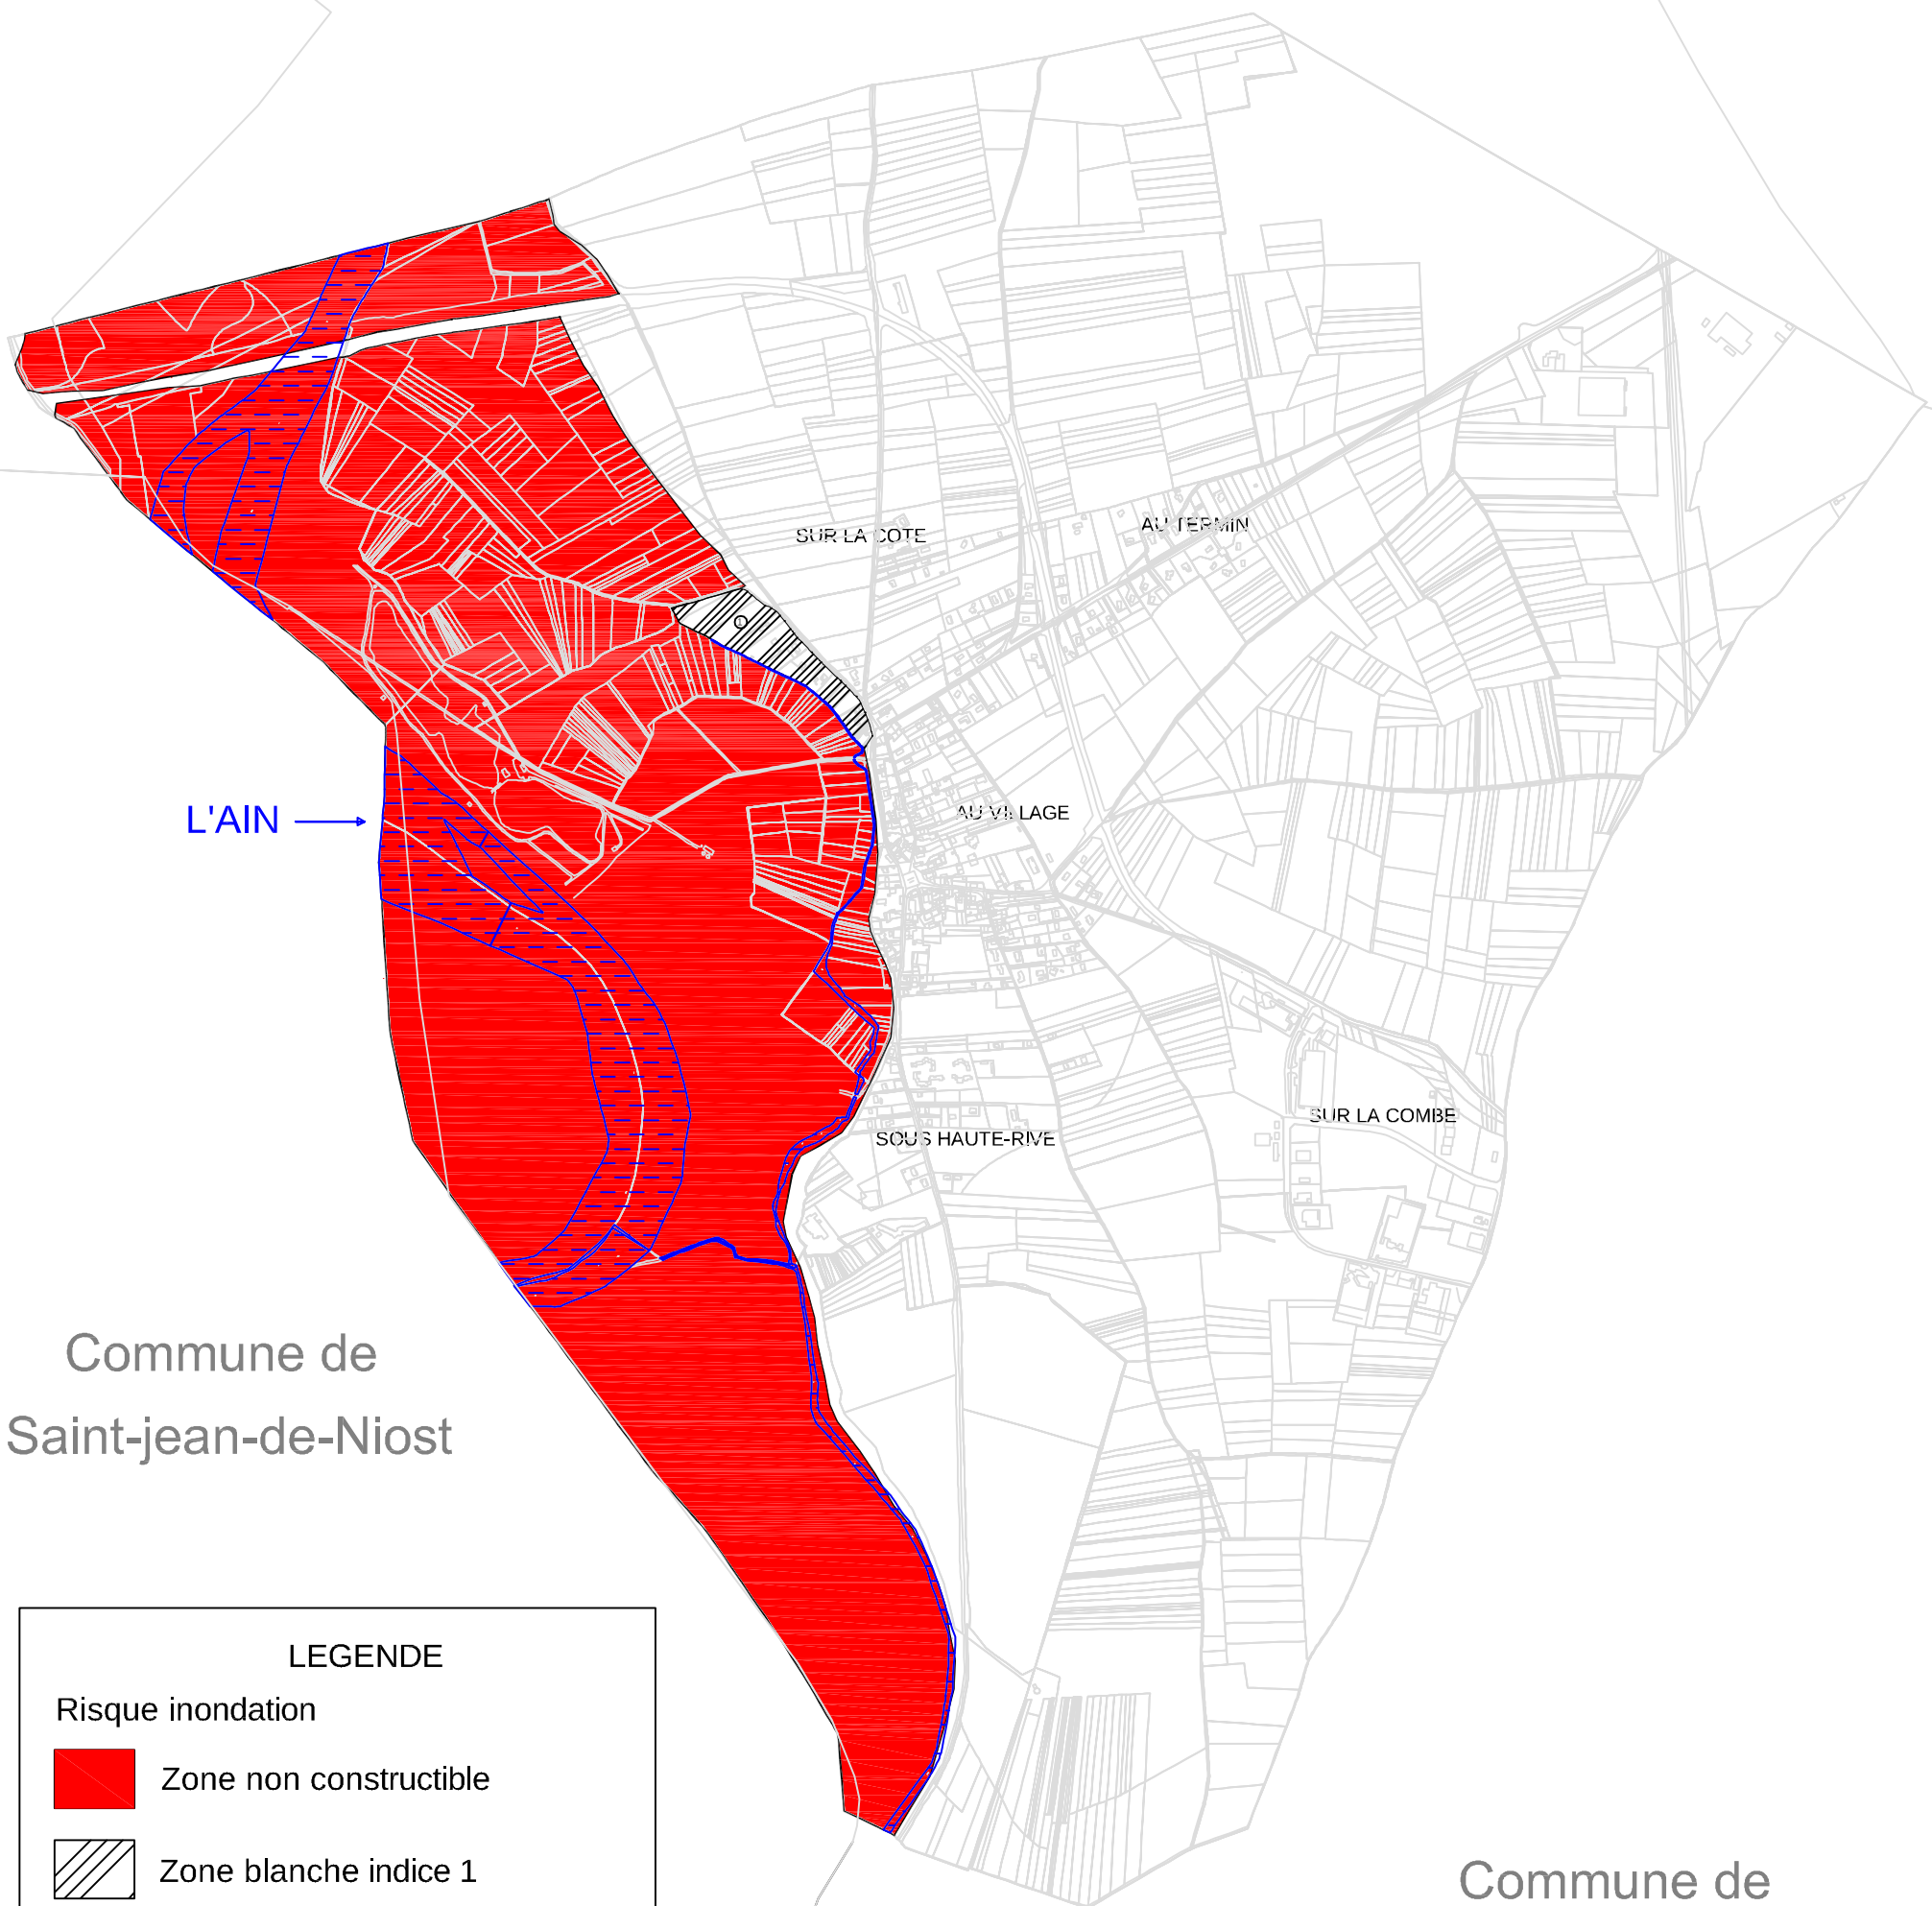 SUR LA COTE
AU TERMIN
L'AIN
AU VILLAGE
SUR LA COMBE
SOUS HAUTE-RIVE
Commune de
Saint-jean-de-Niost
LEGENDE
Risque inondation
Zone non constructible
Zone blanche indice 1
Commune de